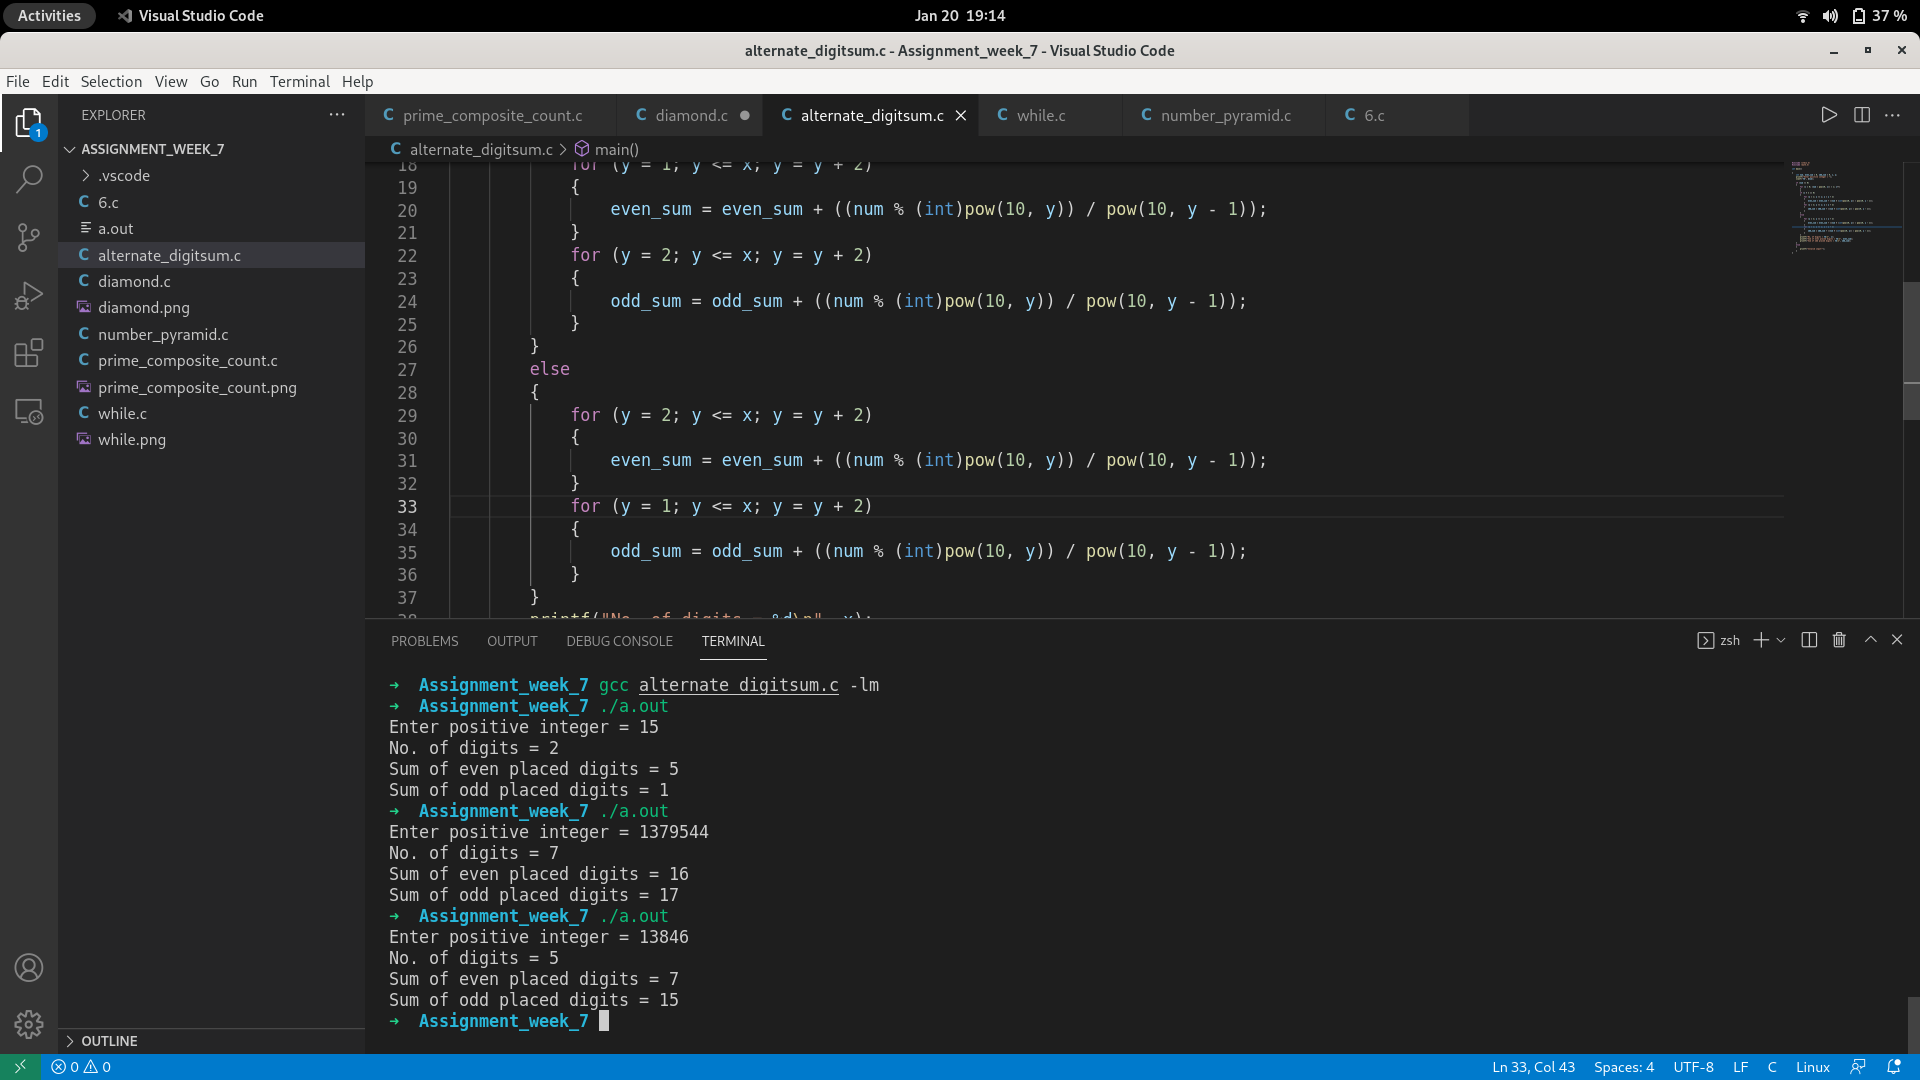 Activities
Visual Studio Code
Jan 20 19:14
37 %
alternate_digitsum.c - Assignment_week_7 - Visual Studio Code
File Edit Selection View Go Run Terminal Help
1
EXPLORER
ASSIGNMENT_WEEK_7
.vscode
C 6.c
a.out
C alternate_digitsum.c
C diamond.c
diamond.png
C number_pyramid.c
C prime_composite_count.c
prime_composite_count.png
C while.c
while.png
OUTLINE
C prime_composite_count.c
C diamond.c
C alternate_digitsum.c
C while.c
C number_pyramid.c
C 6.c
C alternate_digitsum.c > main()
18 for (y = 1; y <= x; y = y + 2)
19 {
20 even_sum = even_sum + ((num % (int)pow(10, y)) / pow(10, y - 1));
21 }
22 for (y = 2; y <= x; y = y + 2)
23 {
24 odd_sum = odd_sum + ((num % (int)pow(10, y)) / pow(10, y - 1));
25 }
26 }
27 else
28 {
29 for (y = 2; y <= x; y = y + 2)
30 {
31 even_sum = even_sum + ((num % (int)pow(10, y)) / pow(10, y - 1));
32 }
33 for (y = 1; y <= x; y = y + 2)
34 {
35 odd_sum = odd_sum + ((num % (int)pow(10, y)) / pow(10, y - 1));
36 }
37 }
38 printf("No. of digits = %d\n", x);
PROBLEMS OUTPUT DEBUG CONSOLE TERMINAL
zsh
→ Assignment_week_7 gcc alternate_digitsum.c -lm
→ Assignment_week_7 ./a.out
Enter positive integer = 15
No. of digits = 2
Sum of even placed digits = 5
Sum of odd placed digits = 1
→ Assignment_week_7 ./a.out
Enter positive integer = 1379544
No. of digits = 7
Sum of even placed digits = 16
Sum of odd placed digits = 17
→ Assignment_week_7 ./a.out
Enter positive integer = 13846
No. of digits = 5
Sum of even placed digits = 7
Sum of odd placed digits = 15
→ Assignment_week_7
0 0
Ln 33, Col 43 Spaces: 4 UTF-8 LF C Linux